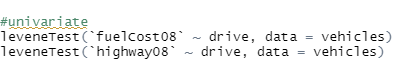 #univariate
leveneTest(`fuelCost08` ~ drive, data = vehicles)
leveneTest(`highway08` ~ drive, data = vehicles)